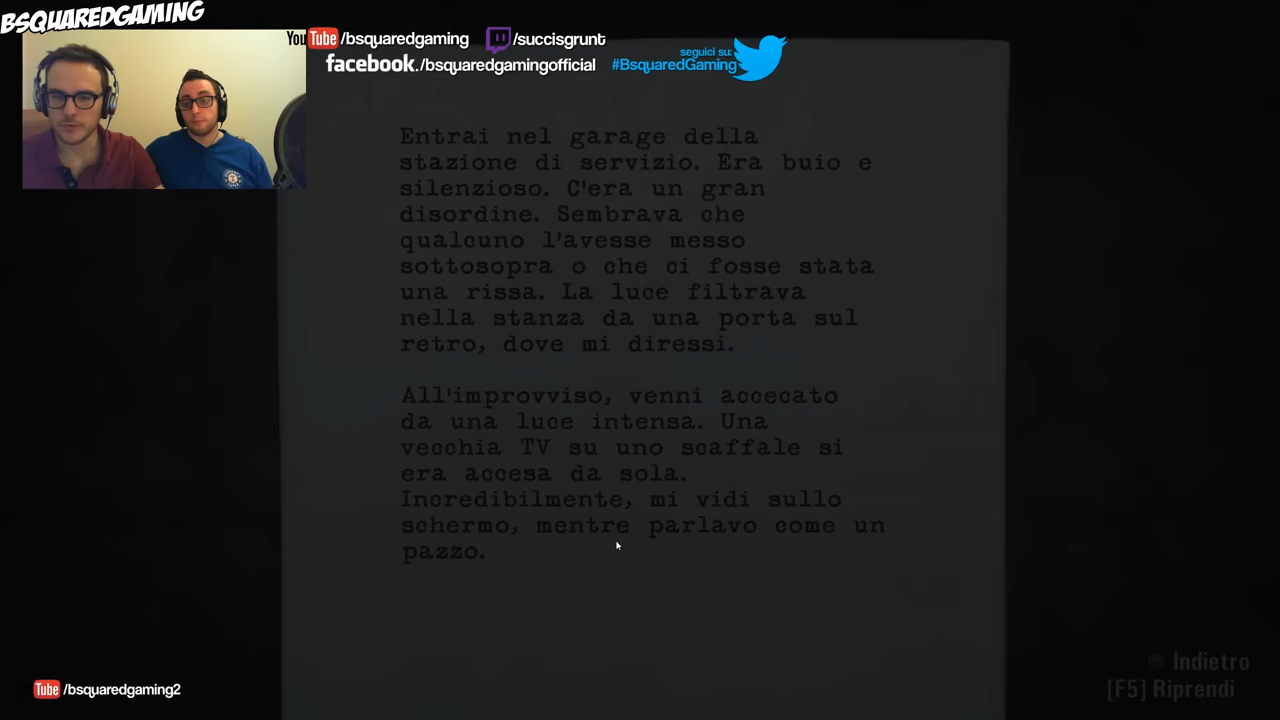 BSQUAREDGAMING
YouTube /bsquaredgaming
/succisgrunt
facebook./bsquaredgamingofficial
seguici su:
#BsquaredGaming
Entrai nel garage della
stazione di servizio. Era buio e
silenzioso. C'era un gran
disordine. Sembrava che
qualcuno l'avesse messo
sottosopra o che ci fosse stata
una rissa. La luce filtrava
nella stanza da una porta sul
retro, dove mi diressi.
All'improvviso, venni accecato
da una luce intensa. Una
vecchia TV su uno scaffale si
era accesa da sola.
Incredibilmente, mi vidi sullo
schermo, mentre parlavo come un
pazzo.
Indietro
[F5] Riprendi
Tube /bsquaredgaming2